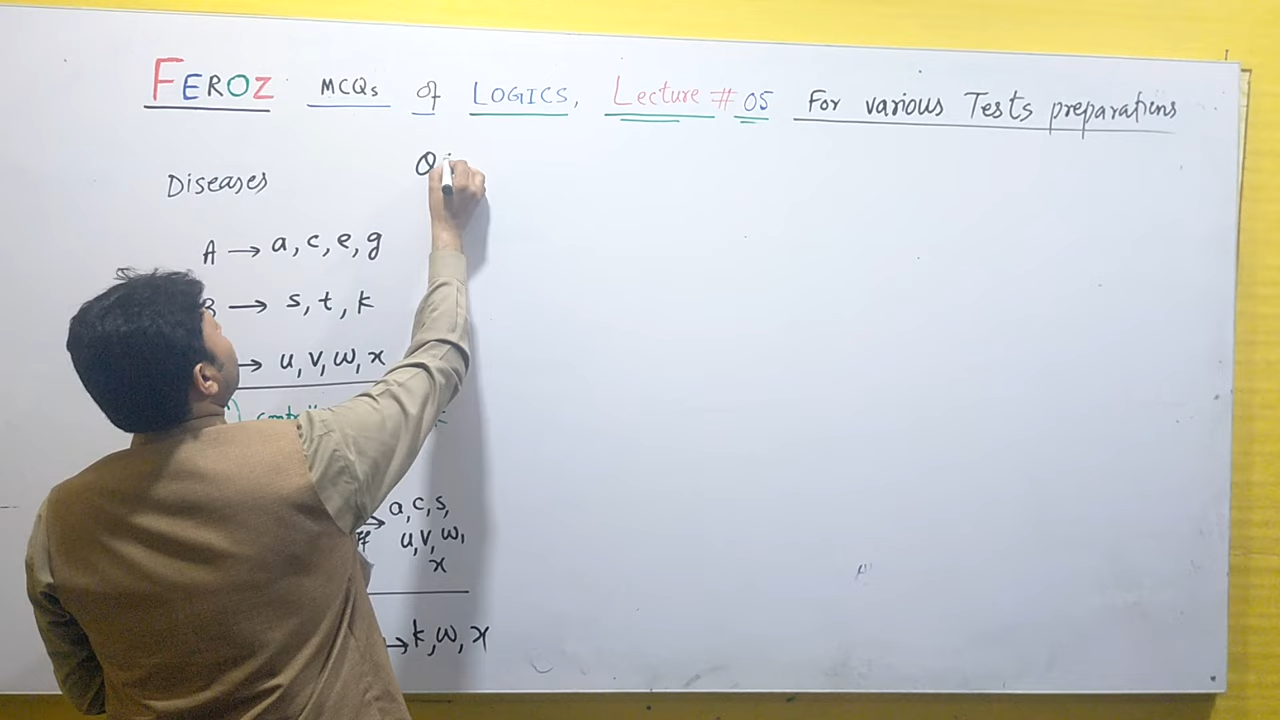 FEROZ MCQs of LOGICS, Lecture # 05 For various Tests preparations
Q
Diseases
A → a, c, e, g
→ s, t, k
→ u, v, w, x
a, c, s,
u, v, w,
x
→ k, w, x